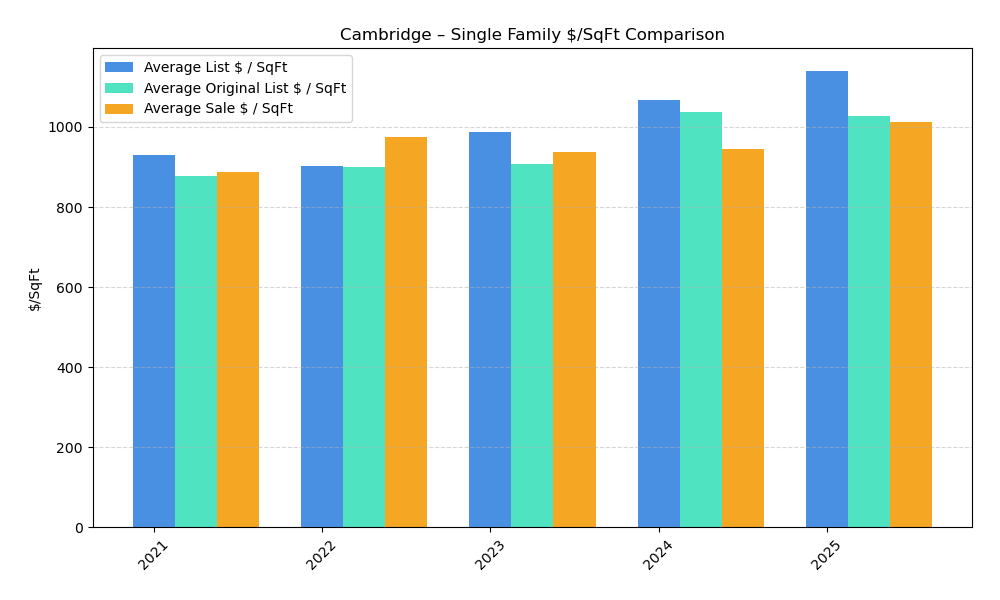 Cambridge – Single Family $/SqFt Comparison
Average List $ / SqFt
Average Original List $ / SqFt
Average Sale $ / SqFt
$/SqFt
1000
800
600
400
200
0
2021
2022
2023
2024
2025